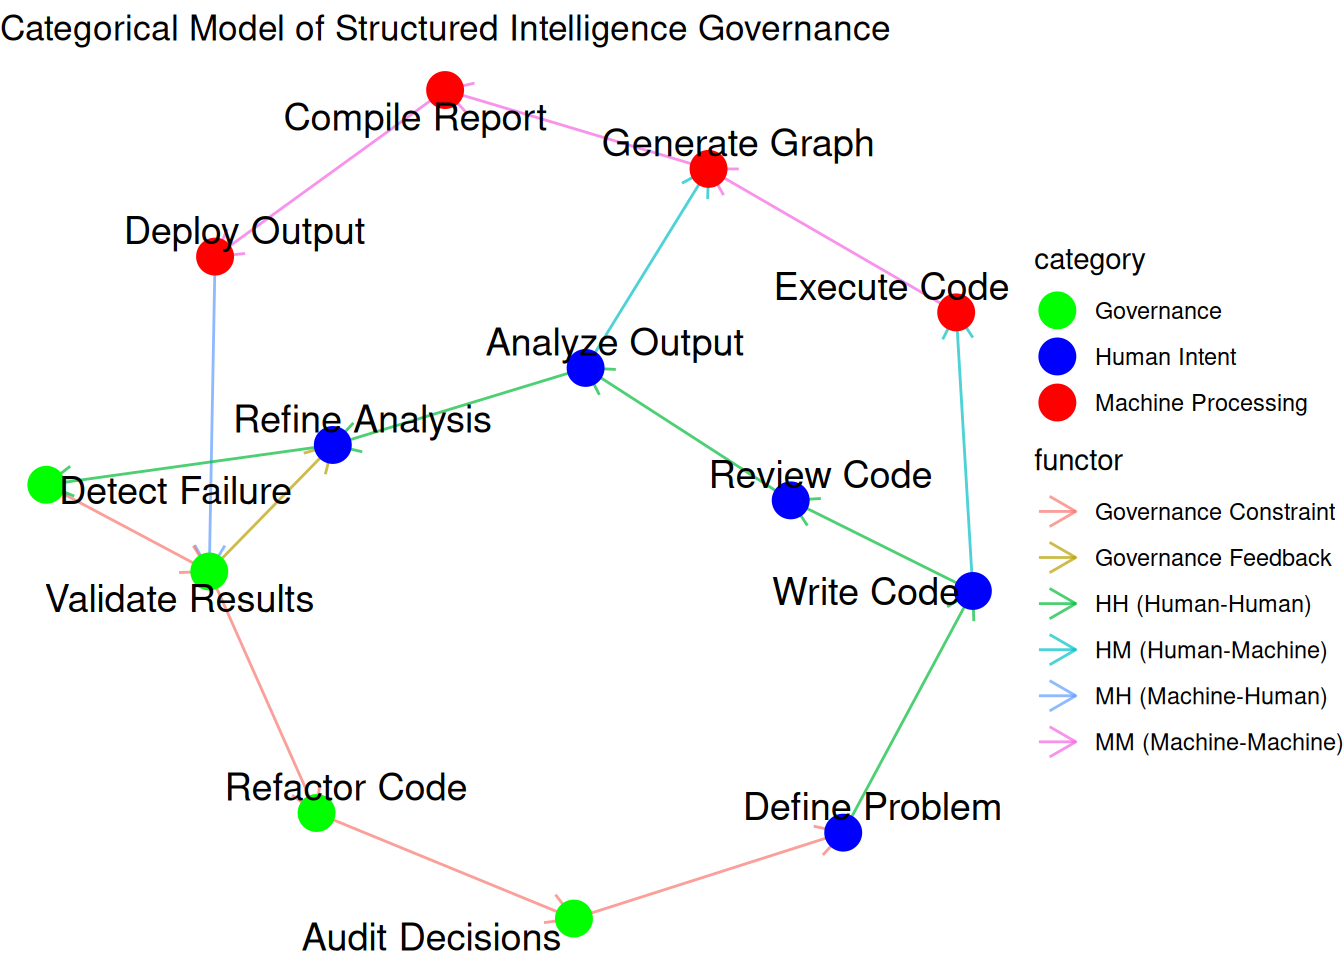 Categorical Model of Structured Intelligence Governance
Compile Report
Generate Graph
Deploy Output
Execute Code
Analyze Output
Refine Analysis
Review Code
Detect Failure
Write Code
Validate Results
Refactor Code
Define Problem
Audit Decisions
category
Governance
Human Intent
Machine Processing
functor
Governance Constraint
Governance Feedback
HH (Human-Human)
HM (Human-Machine)
MH (Machine-Human)
MM (Machine-Machine)